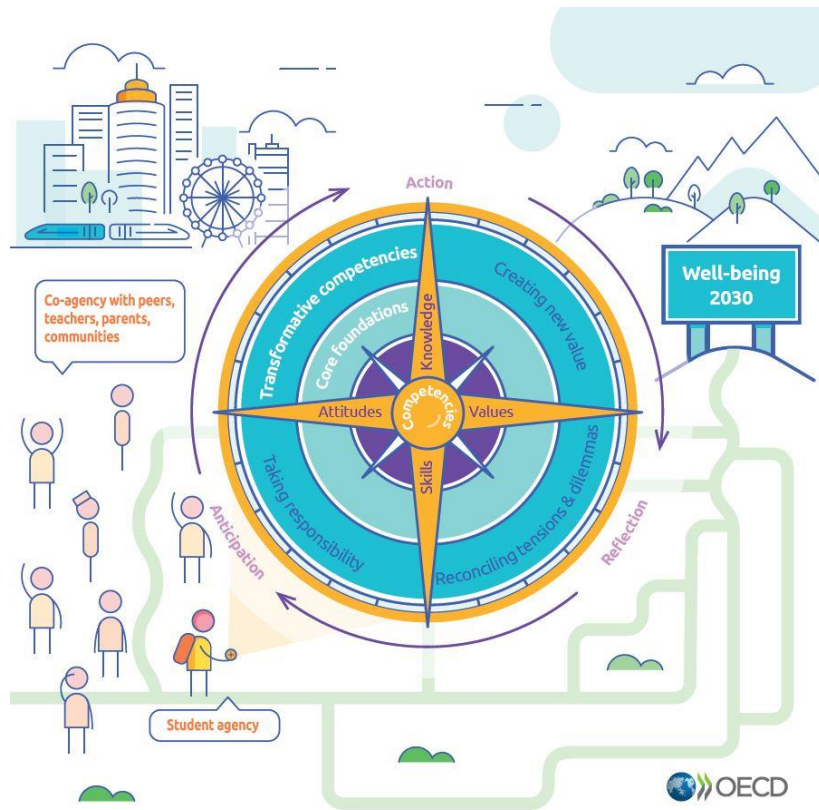 Action
Transformative competencies
Creating new value
Well-being
2030
Co-agency with peers,
teachers, parents,
communities
Core foundations
Knowledge
Attitudes
Competencies
Values
Skills
Taking responsibility
Reconciling tensions & dilemmas
Anticipation
Reflection
Student agency
OECD